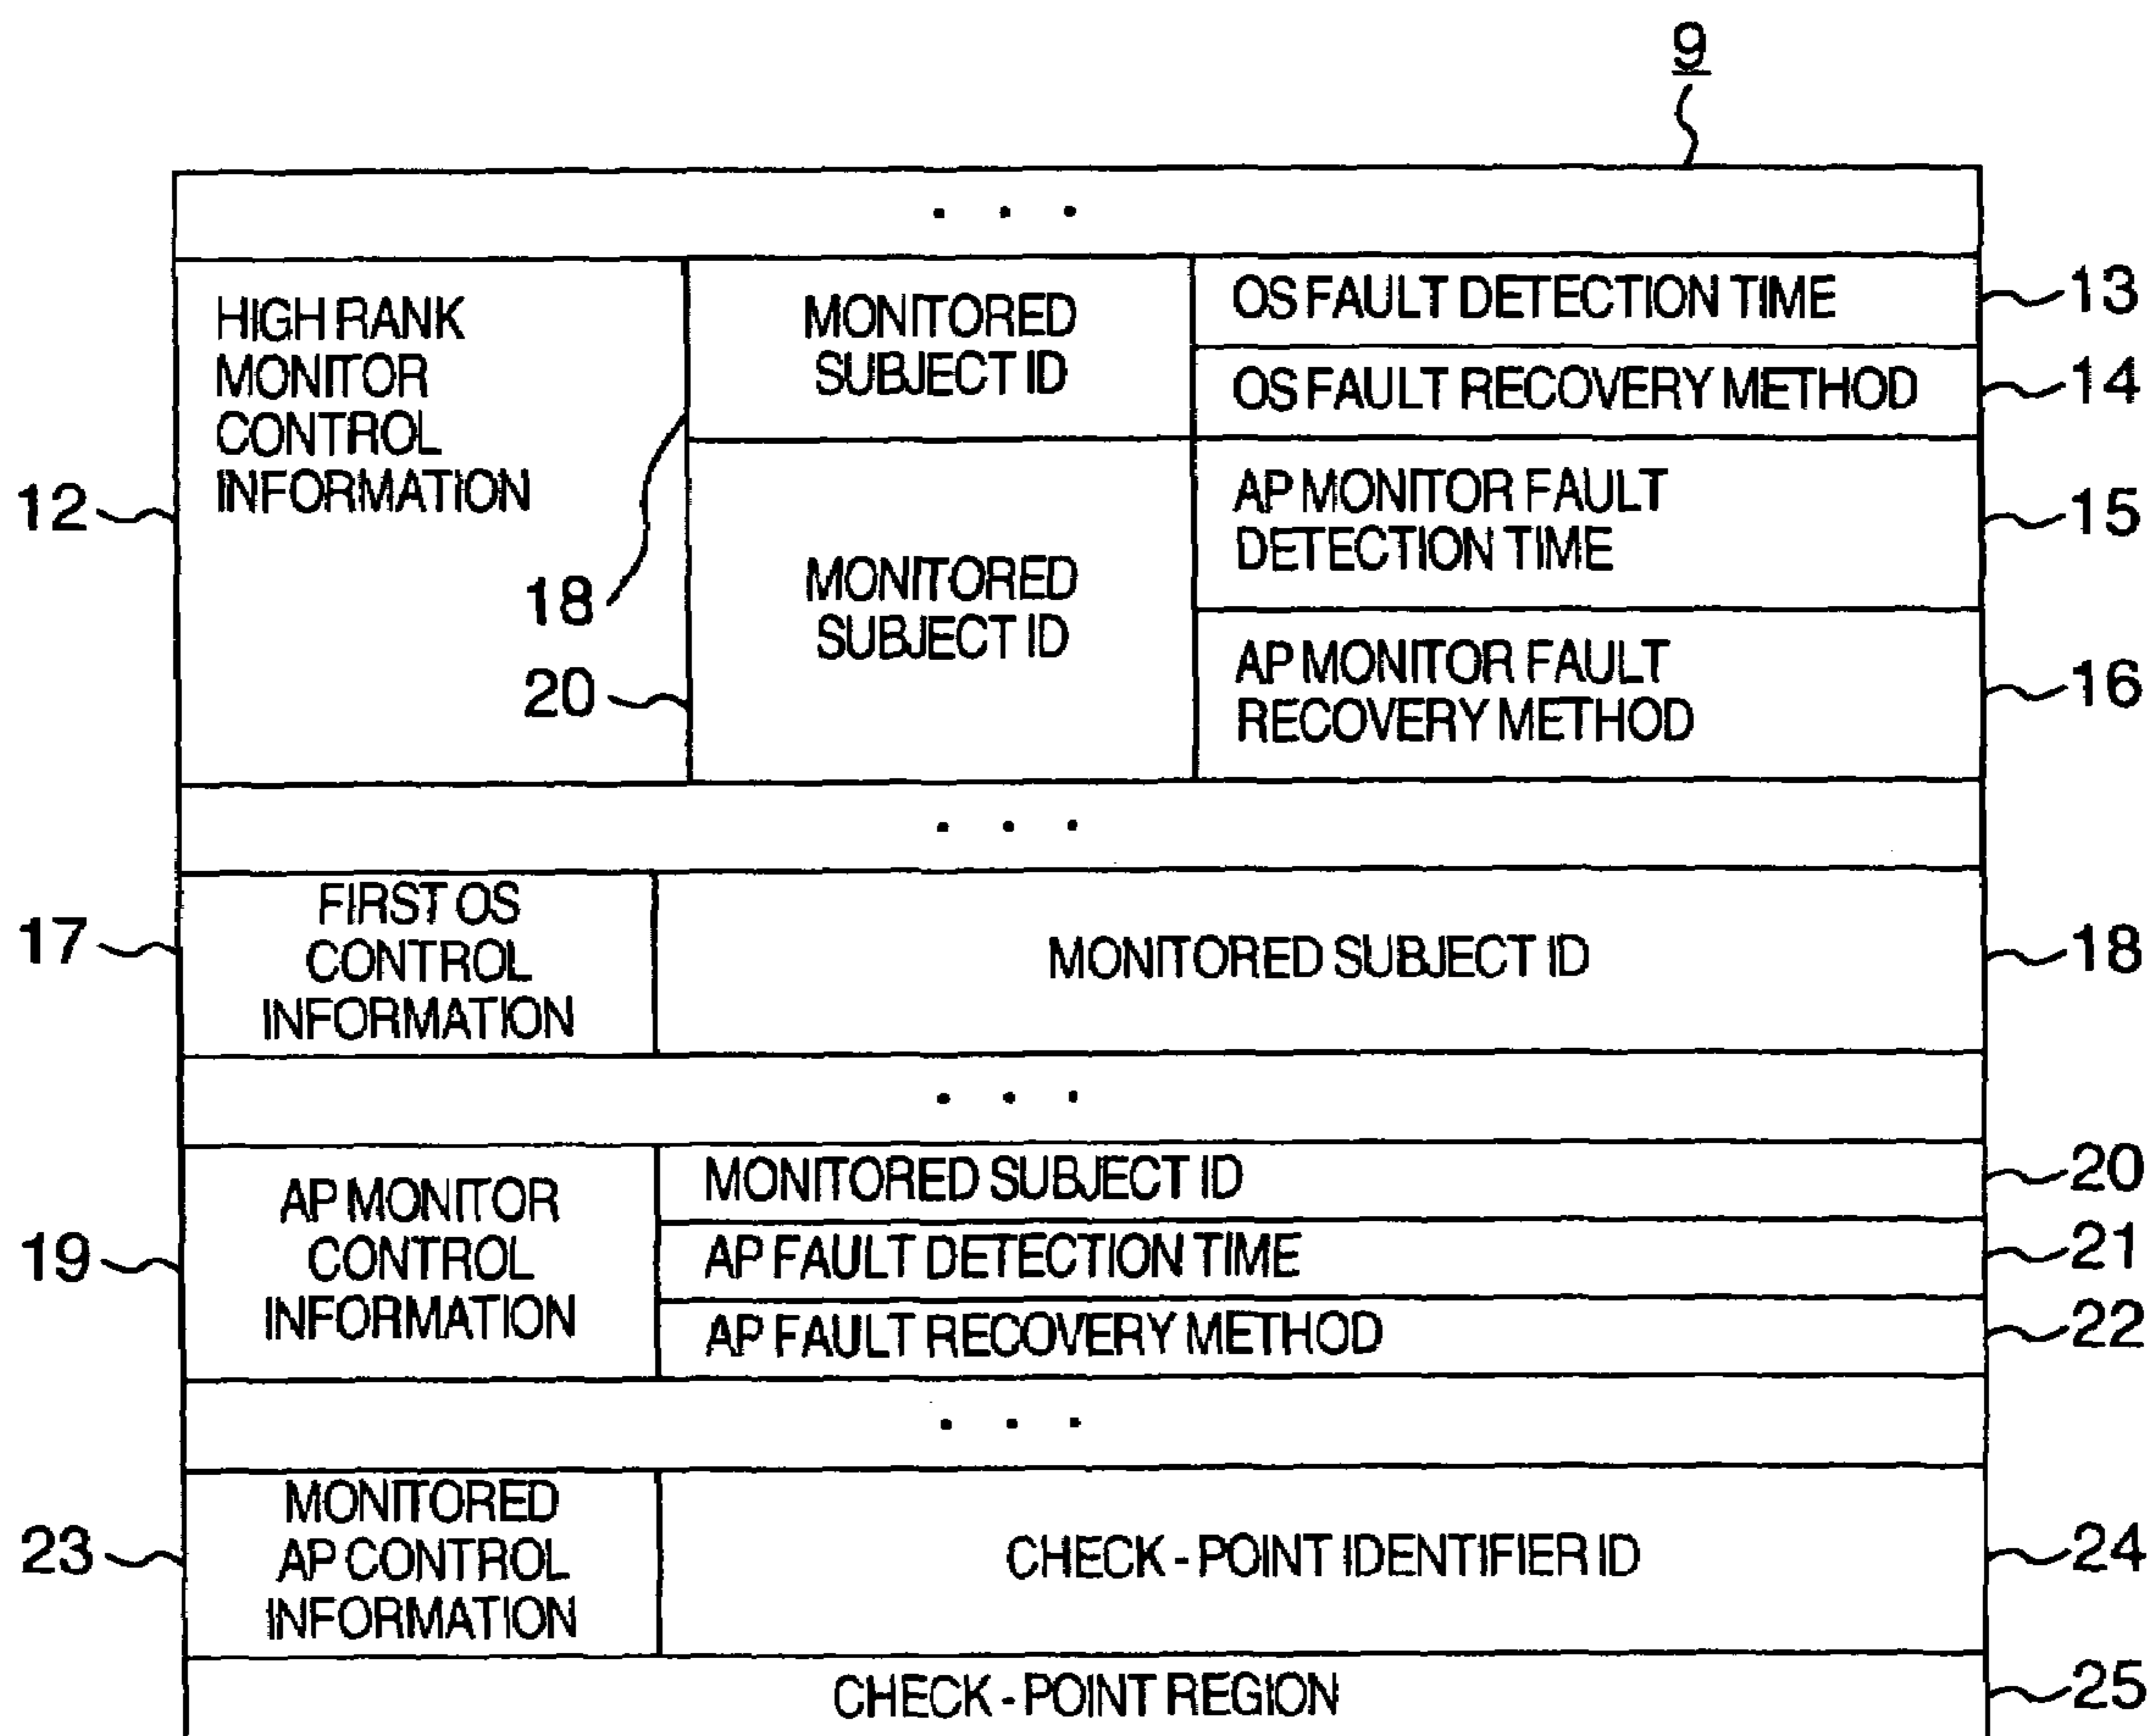 9
. . .
12
HIGH RANK
MONITOR
CONTROL
INFORMATION
18
20
MONITORED
SUBJECT ID
OS FAULT DETECTION TIME
13
OS FAULT RECOVERY METHOD
14
MONITORED
SUBJECT ID
AP MONITOR FAULT
DETECTION TIME
15
AP MONITOR FAULT
RECOVERY METHOD
16
. . .
17
FIRST OS
CONTROL
INFORMATION
MONITORED SUBJECT ID
18
. . .
19
AP MONITOR
CONTROL
INFORMATION
MONITORED SUBJECT ID
20
AP FAULT DETECTION TIME
21
AP FAULT RECOVERY METHOD
22
. . .
23
MONITORED
AP CONTROL
INFORMATION
CHECK - POINT IDENTIFIER ID
24
CHECK - POINT REGION
25